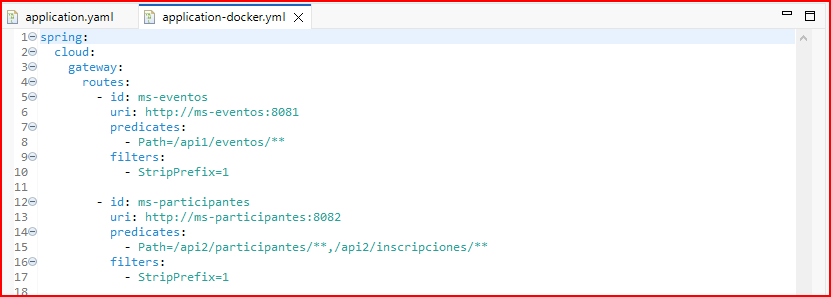 application.yaml application-docker.yml
1 spring:
2   cloud:
3     gateway:
4       routes:
5         - id: ms-eventos
6           uri: http://ms-eventos:8081
7           predicates:
8             - Path=/api1/eventos/**
9           filters:
10             - StripPrefix=1
11
12         - id: ms-participantes
13           uri: http://ms-participantes:8082
14           predicates:
15             - Path=/api2/participantes/**,/api2/inscripciones/**
16           filters:
17             - StripPrefix=1
18